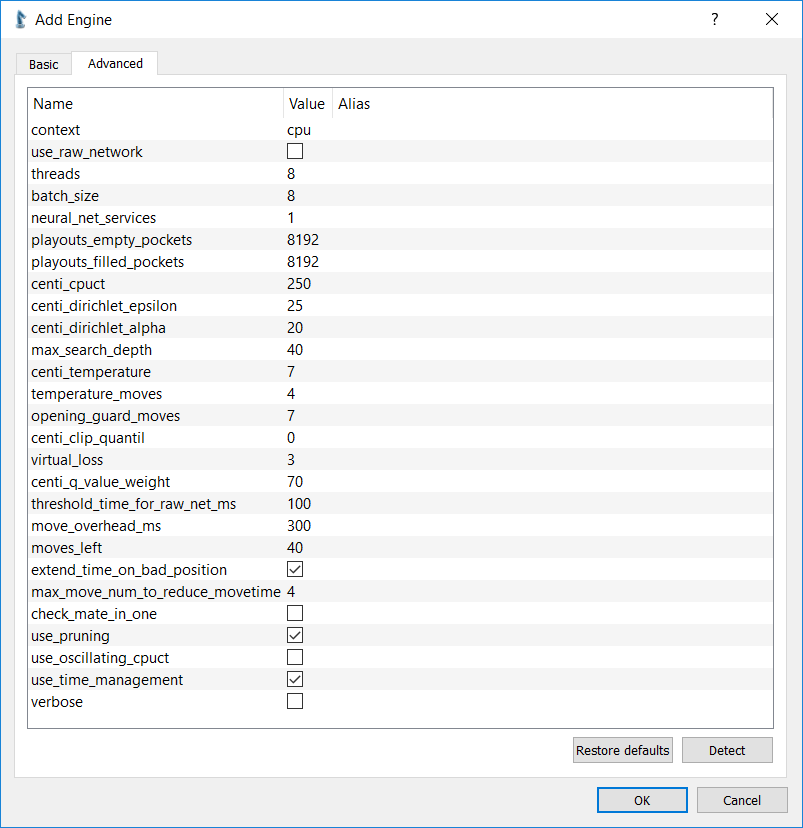 Add Engine ?
Basic Advanced
Name Value Alias
context cpu
use_raw_network
threads 8
batch_size 8
neural_net_services 1
playouts_empty_pockets 8192
playouts_filled_pockets 8192
centi_cpuct 250
centi_dirichlet_epsilon 25
centi_dirichlet_alpha 20
max_search_depth 40
centi_temperature 7
temperature_moves 4
opening_guard_moves 7
centi_clip_quantil 0
virtual_loss 3
centi_q_value_weight 70
threshold_time_for_raw_net_ms 100
move_overhead_ms 300
moves_left 40
extend_time_on_bad_position
max_move_num_to_reduce_movetime 4
check_mate_in_one
use_pruning
use_oscillating_cpuct
use_time_management
verbose
Restore defaults Detect
OK Cancel